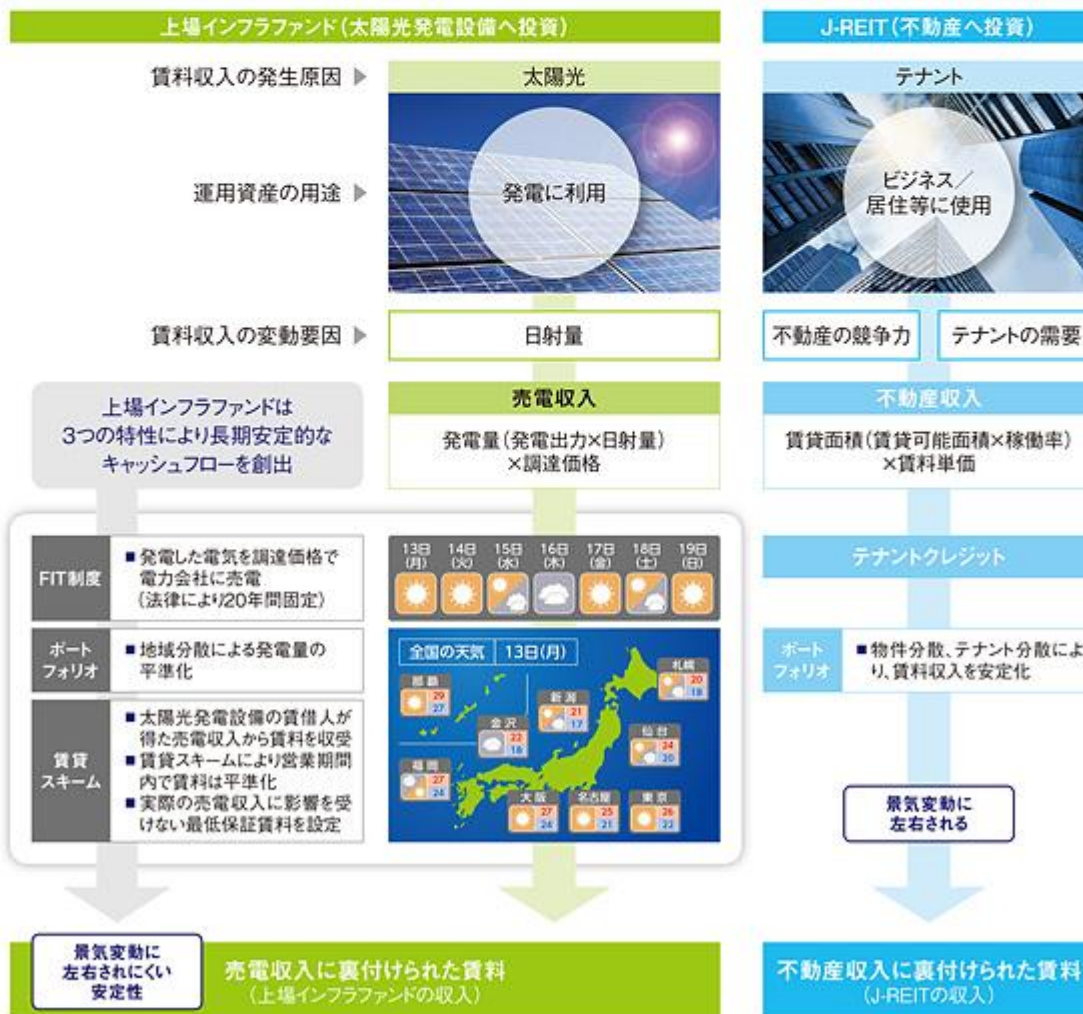 上場インフラファンド(太陽光発電設備へ投資)
J-REIT(不動産へ投資)
賃料収入の発生原因 ▶
太陽光
テナント
運用資産の用途 ▶
発電に利用
ビジネス/
居住等に使用
賃料収入の変動要因 ▶
日射量
不動産の競争力
テナントの需要
上場インフラファンドは
3つの特性により長期安定的な
キャッシュフローを創出
売電収入
発電量(発電出力×日射量)
×調達価格
不動産収入
賃貸面積(賃貸可能面積×稼働率)
×賃料単価
FIT制度
■発電した電気を調達価格で
電力会社に売電
(法律により20年間固定)
ポート
フォリオ
■地域分散による発電量の
平準化
賃貸
スキーム
■太陽光発電設備の賃借人が
得た売電収入から賃料を収受
■賃貸スキームにより営業期間
内で賃料は平準化
■実際の売電収入に影響を受
けない最低保証賃料を設定
13日 14日 15日 16日 17日 18日 19日
(月) (火) (水) (木) (金) (土) (日)
全国の天気 13日(月)
札幌
20
18
那覇
29
27
新潟
21
17
金沢
22
18
仙台
24
20
福岡
27
24
大阪
27
24
名古屋
25
21
東京
26
22
テナントクレジット
ポート
フォリオ
■物件分散、テナント分散によ
り、賃料収入を安定化
景気変動に
左右される
景気変動に
左右されにくい
安定性
売電収入に裏付けられた賃料
(上場インフラファンドの収入)
不動産収入に裏付けられた賃料
(J-REITの収入)